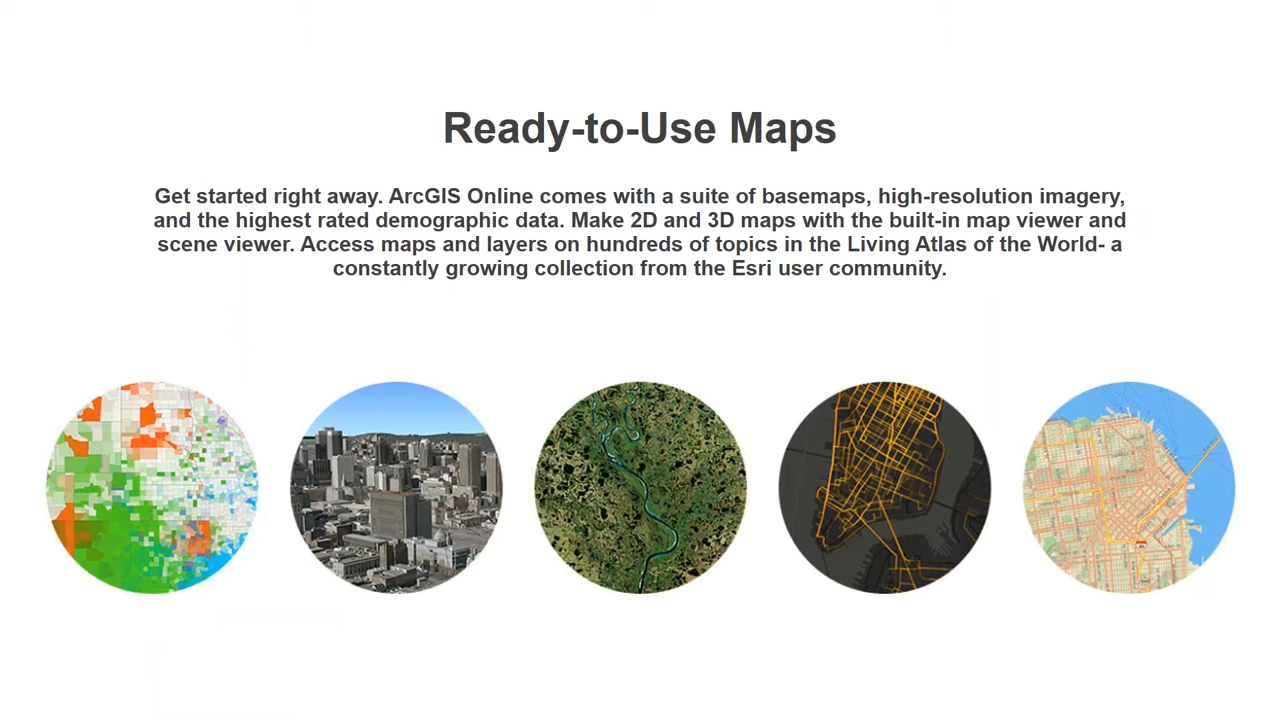 Ready-to-Use Maps
Get started right away. ArcGIS Online comes with a suite of basemaps, high-resolution imagery,
and the highest rated demographic data. Make 2D and 3D maps with the built-in map viewer and
scene viewer. Access maps and layers on hundreds of topics in the Living Atlas of the World- a
constantly growing collection from the Esri user community.